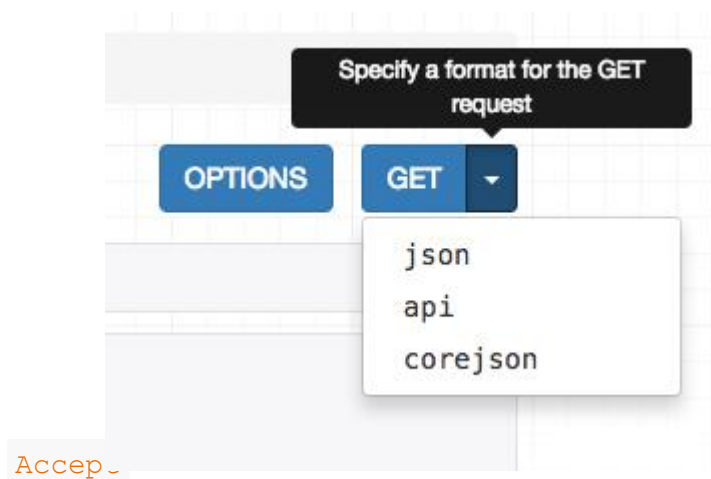 Specify a format for the GET
request
OPTIONS
GET
json
api
corejson